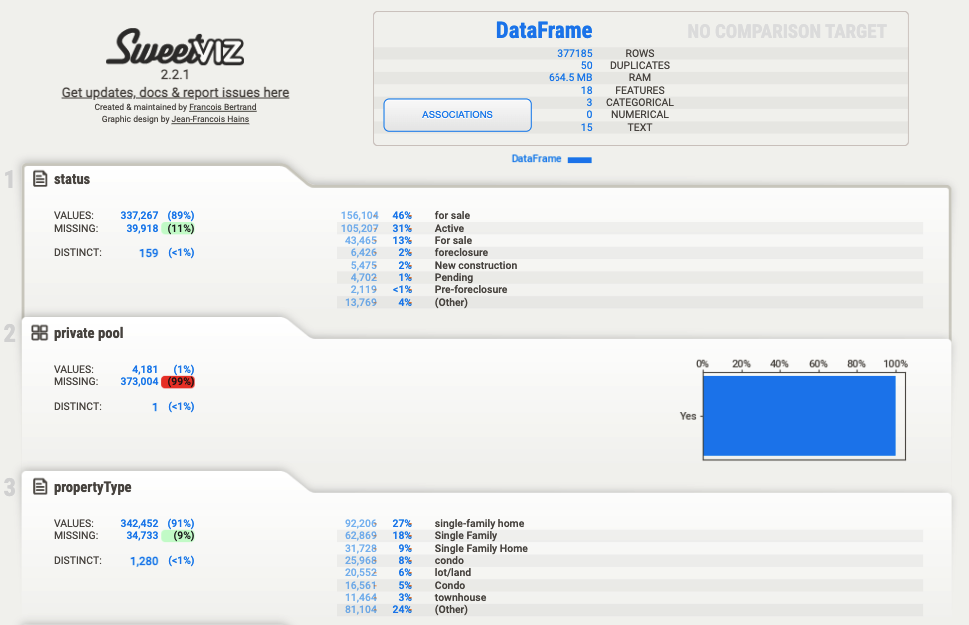 SweetVIZ
2.2.1
Get updates, docs & report issues here
Created & maintained by Francois Bertrand
Graphic design by Jean-Francois Hains
DataFrame NO COMPARISON TARGET
377185 ROWS
50 DUPLICATES
664.5 MB RAM
18 FEATURES
3 CATEGORICAL
0 NUMERICAL
15 TEXT
ASSOCIATIONS
DataFrame
1 status
VALUES: 337,267 (89%)
MISSING: 39,918 (11%)
DISTINCT: 159 (<1%)
156,104 46% for sale
105,207 31% Active
43,465 13% For sale
6,426 2% foreclosure
5,475 2% New construction
4,702 1% Pending
2,119 <1% Pre-foreclosure
13,769 4% (Other)
2 private pool
VALUES: 4,181 (1%)
MISSING: 373,004 (99%)
DISTINCT: 1 (<1%)
0% 20% 40% 60% 80% 100%
Yes
3 propertyType
VALUES: 342,452 (91%)
MISSING: 34,733 (9%)
DISTINCT: 1,280 (<1%)
92,206 27% single-family home
62,869 18% Single Family
31,728 9% Single Family Home
25,968 8% condo
20,552 6% lot/land
16,561 5% Condo
11,464 3% townhouse
81,104 24% (Other)